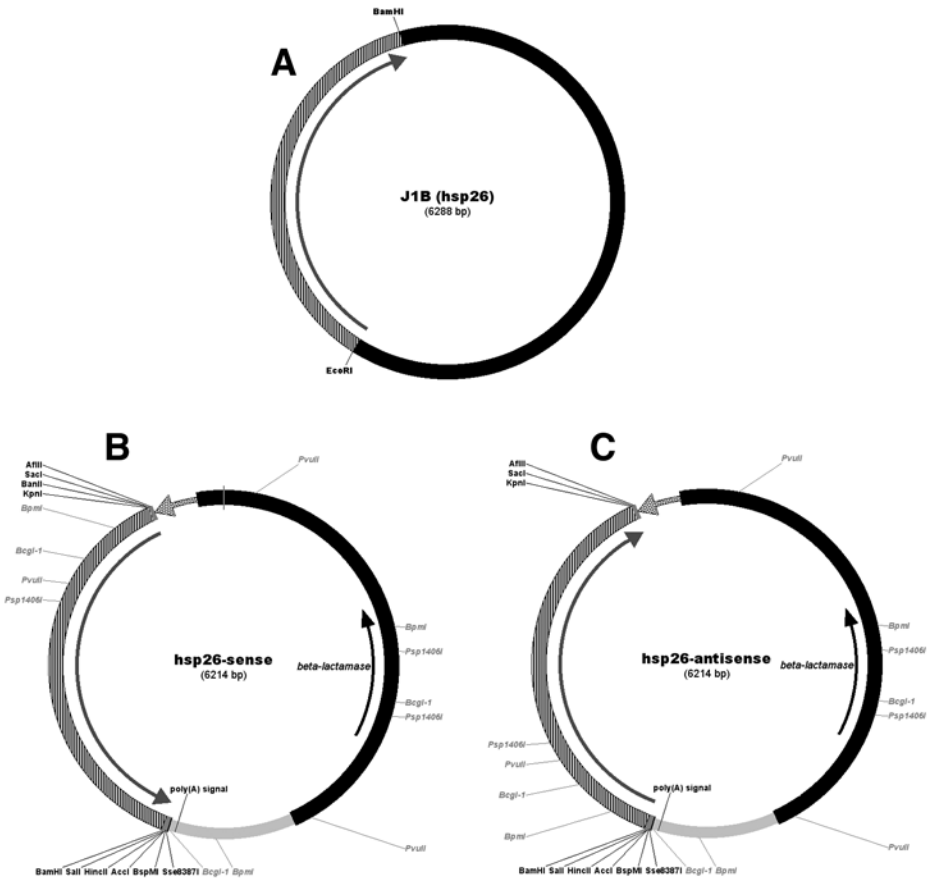 BamHI
A
J1B (hsp26)
(6288 bp)
EcoRI
B
AflII
SacI
BanII
KpnI
BpmI
BcgI-1
PvuII
Psp1406I
PvuII
hsp26-sense
(6214 bp)
beta-lactamase
BpmI
Psp1406I
BcgI-1
Psp1406I
poly(A) signal
PvuII
BamHI SalI HincII AccI BspMI Sse8387I BcgI-1 BpmI
C
AflII
SacI
KpnI
PvuII
hsp26-antisense
(6214 bp)
beta-lactamase
BpmI
Psp1406I
BcgI-1
Psp1406I
Psp1406I
PvuII
BcgI-1
BpmI
poly(A) signal
PvuII
BamHI SalI HincII AccI BspMI Sse8387I BcgI-1 BpmI